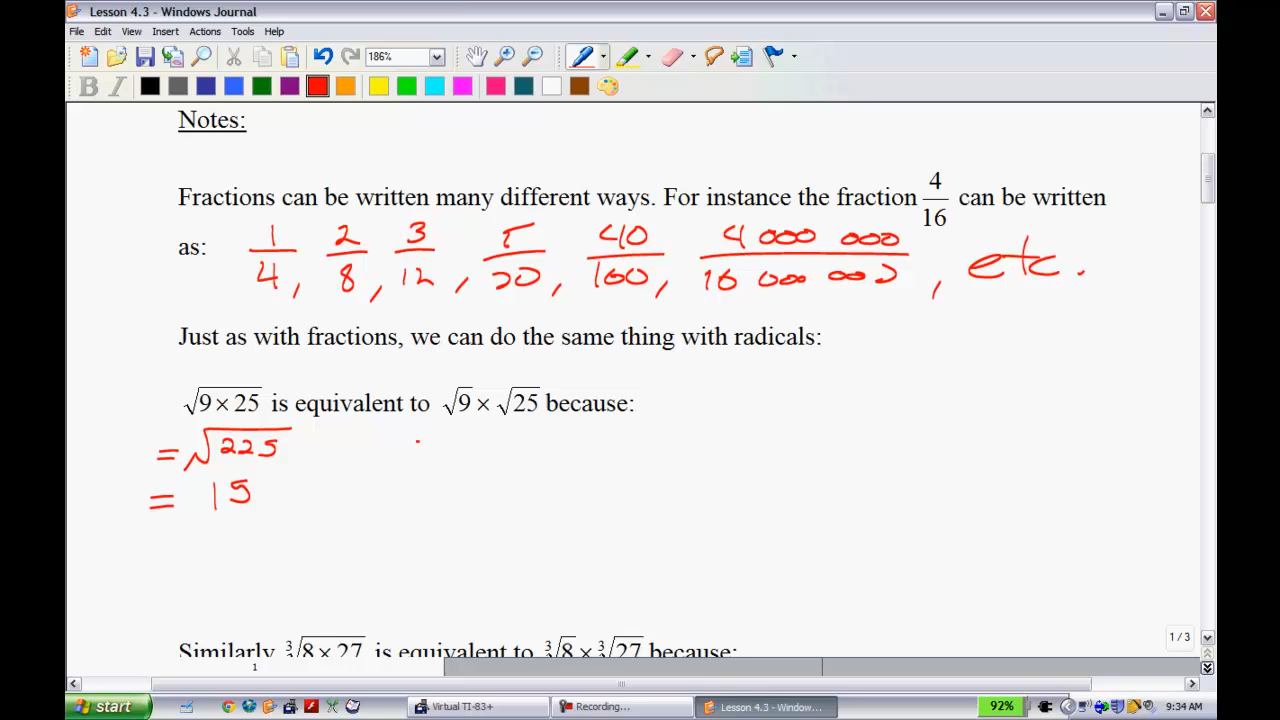 Lesson 4.3 - Windows Journal
File Edit View Insert Actions Tools Help
186%
B I
Notes:
Fractions can be written many different ways. For instance the fraction 4/16 can be written
as: 1/4, 2/8, 3/12, 5/20, 40/160, 4 000 000/16 000 000, etc.
Just as with fractions, we can do the same thing with radicals:
√(9 × 25) is equivalent to √9 × √25 because:
= √225
= 15
1 / 3
Similarly ∛(8 × 27) is equivalent to ∛8 × ∛27 because:
1
start Virtual TI-83+ Recording... Lesson 4.3 - Window... 92% 9:34 AM